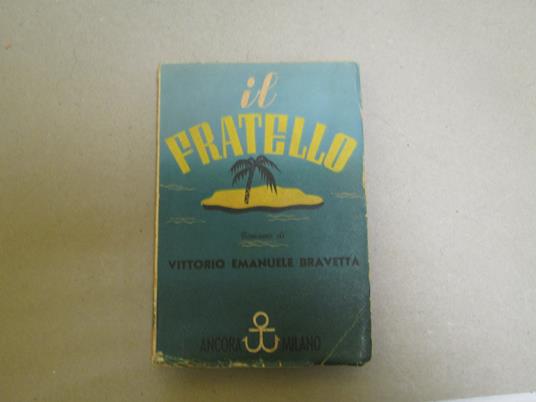 il
FRATELLO
Romanzo di
VITTORIO EMANUELE BRAVETTA
ANCORA MILANO